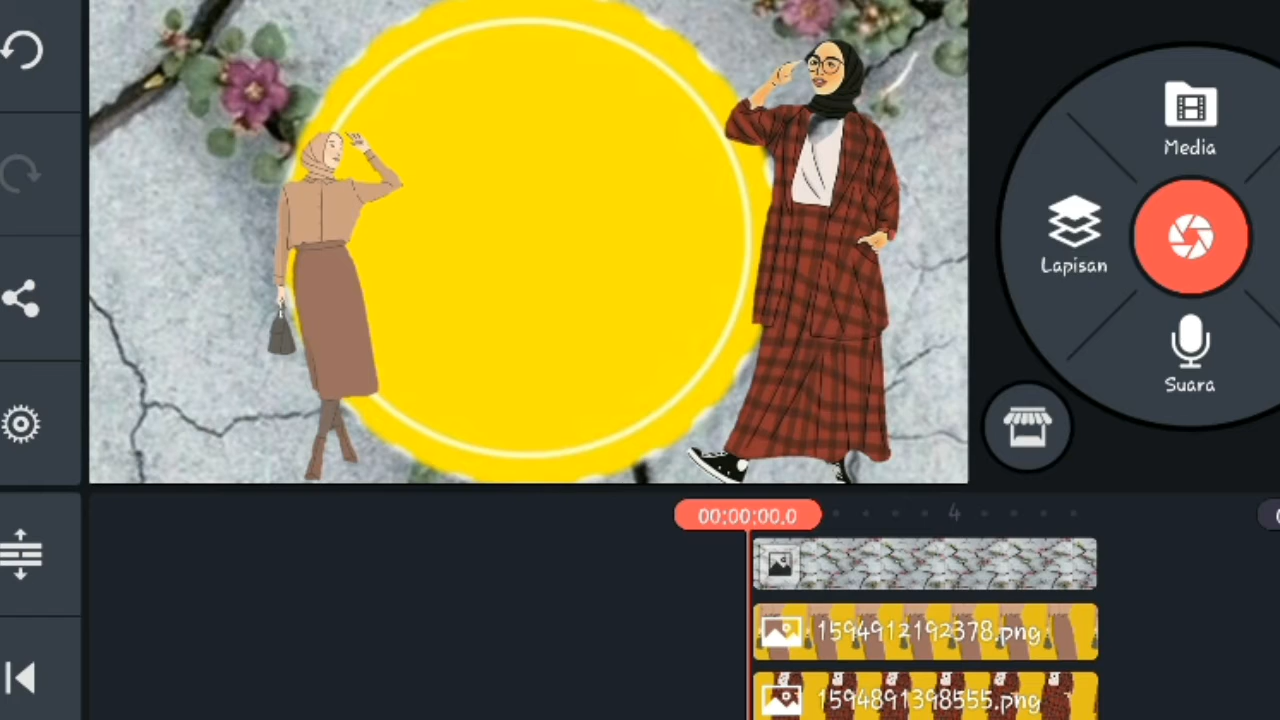 Media
Lapisan
Suara
00:00:00.0
4
1594912192378.png
1594891398555.png